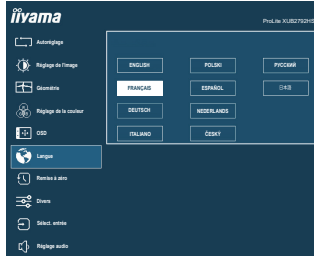 iiyama
ProLite XUB2792HS
Autoréglage
Réglage de l'image
Géométrie
Réglage de la couleur
OSD
Langue
Remise à zéro
Divers
Sélect. entrée
Réglage audio
ENGLISH
POLSKI
РУССКИЙ
FRANÇAIS
ESPAÑOL
日本語
DEUTSCH
NEDERLANDS
ITALIANO
ČESKÝ